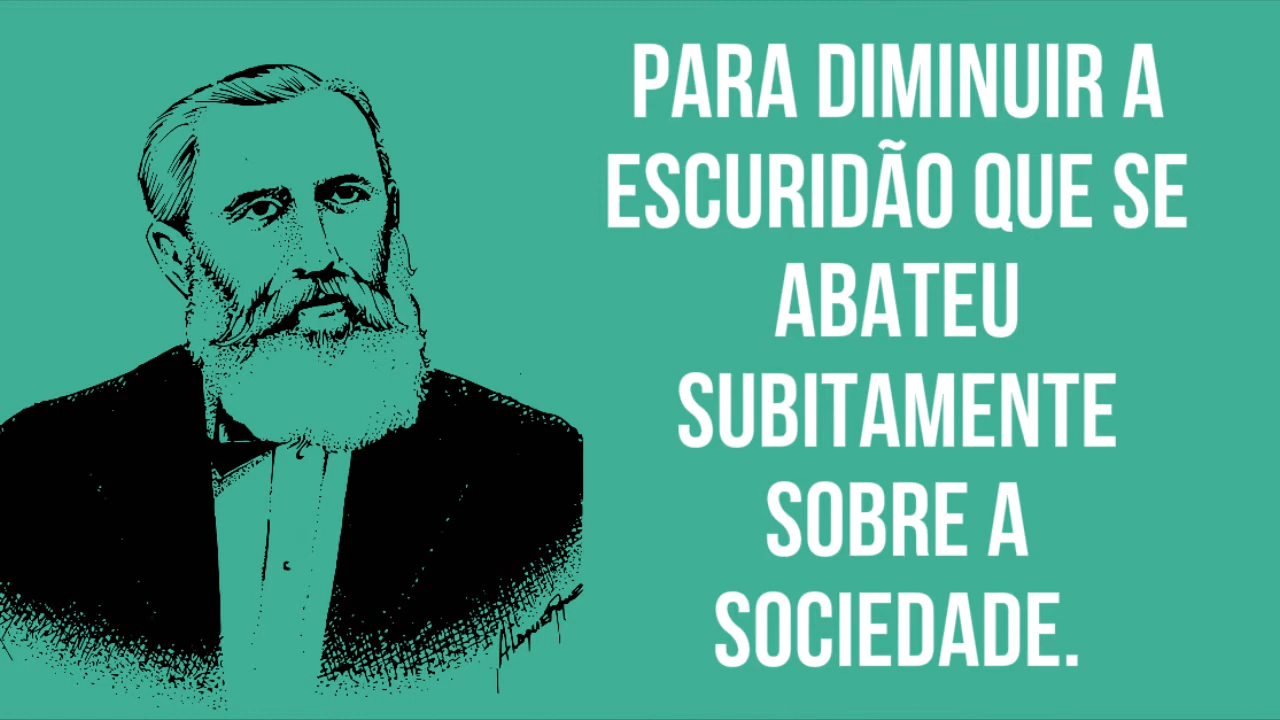 PARA DIMINUIR A
ESCURIDÃO QUE SE
ABATEU
SUBITAMENTE
SOBRE A
SOCIEDADE.